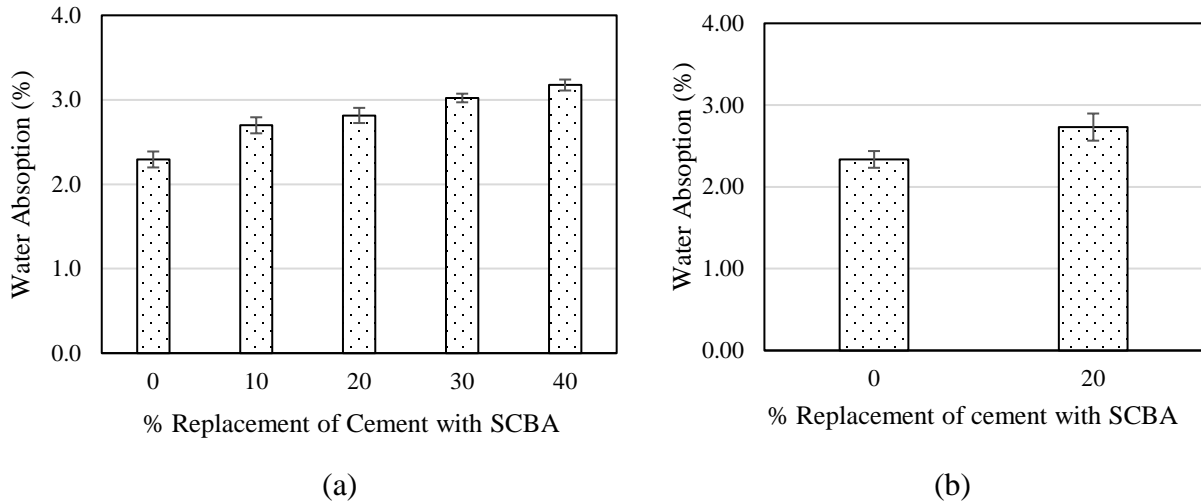 4.0
3.0
2.0
1.0
0.0
Water Absoption (%)
0 10 20 30 40
% Replacement of Cement with SCBA
(a)
4.00
3.00
2.00
1.00
0.00
Water Absoption (%)
0 20
% Replacement of cement with SCBA
(b)